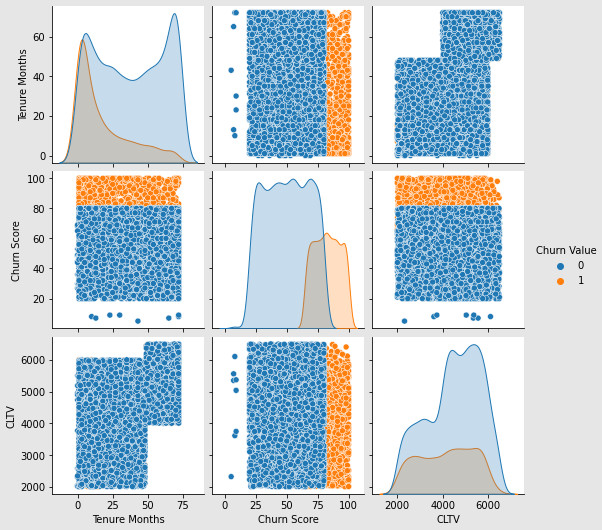 Tenure Months
60
40
20
0
Churn Score
100
80
60
40
20
CLTV
6000
5000
4000
3000
2000
0 25 50 75
0 25 50 75 100
2000 4000 6000
Tenure Months
Churn Score
CLTV
Churn Value
0
1